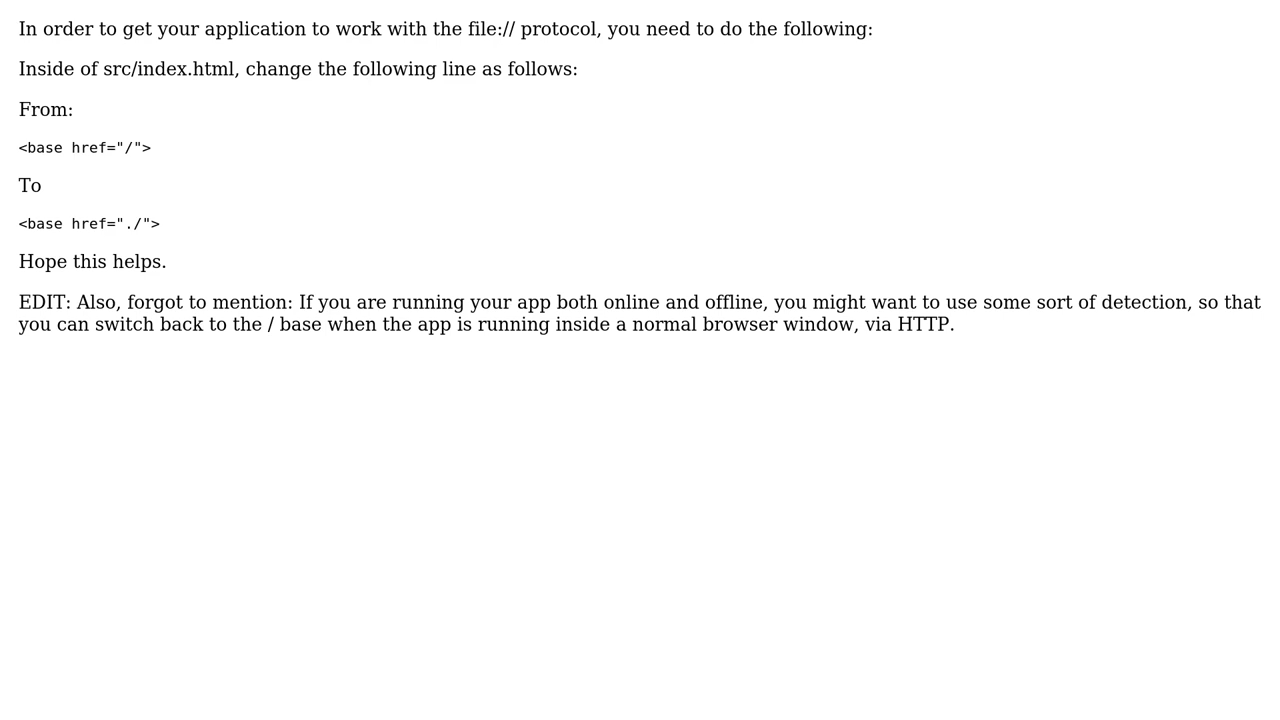 In order to get your application to work with the file:// protocol, you need to do the following:
Inside of src/index.html, change the following line as follows:
From:
<base href="/">
To
<base href="./">
Hope this helps.
EDIT: Also, forgot to mention: If you are running your app both online and offline, you might want to use some sort of detection, so that
you can switch back to the / base when the app is running inside a normal browser window, via HTTP.